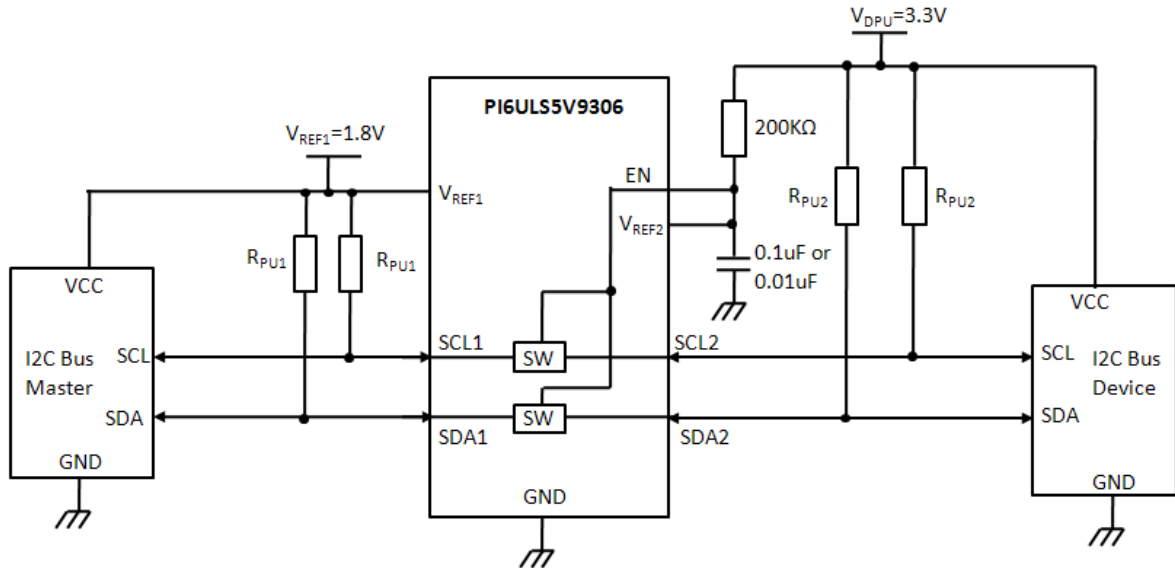 V_DPU=3.3V
PI6ULS5V9306
200KΩ
V_REF1=1.8V
EN
V_REF1
R_PU2
R_PU2
V_REF2
R_PU1
R_PU1
0.1uF or
0.01uF
VCC
VCC
SCL1
SCL2
SW
SCL
SCL
I2C Bus
Master
I2C Bus
Device
SDA
SDA
SW
SDA1
SDA2
GND
GND
GND